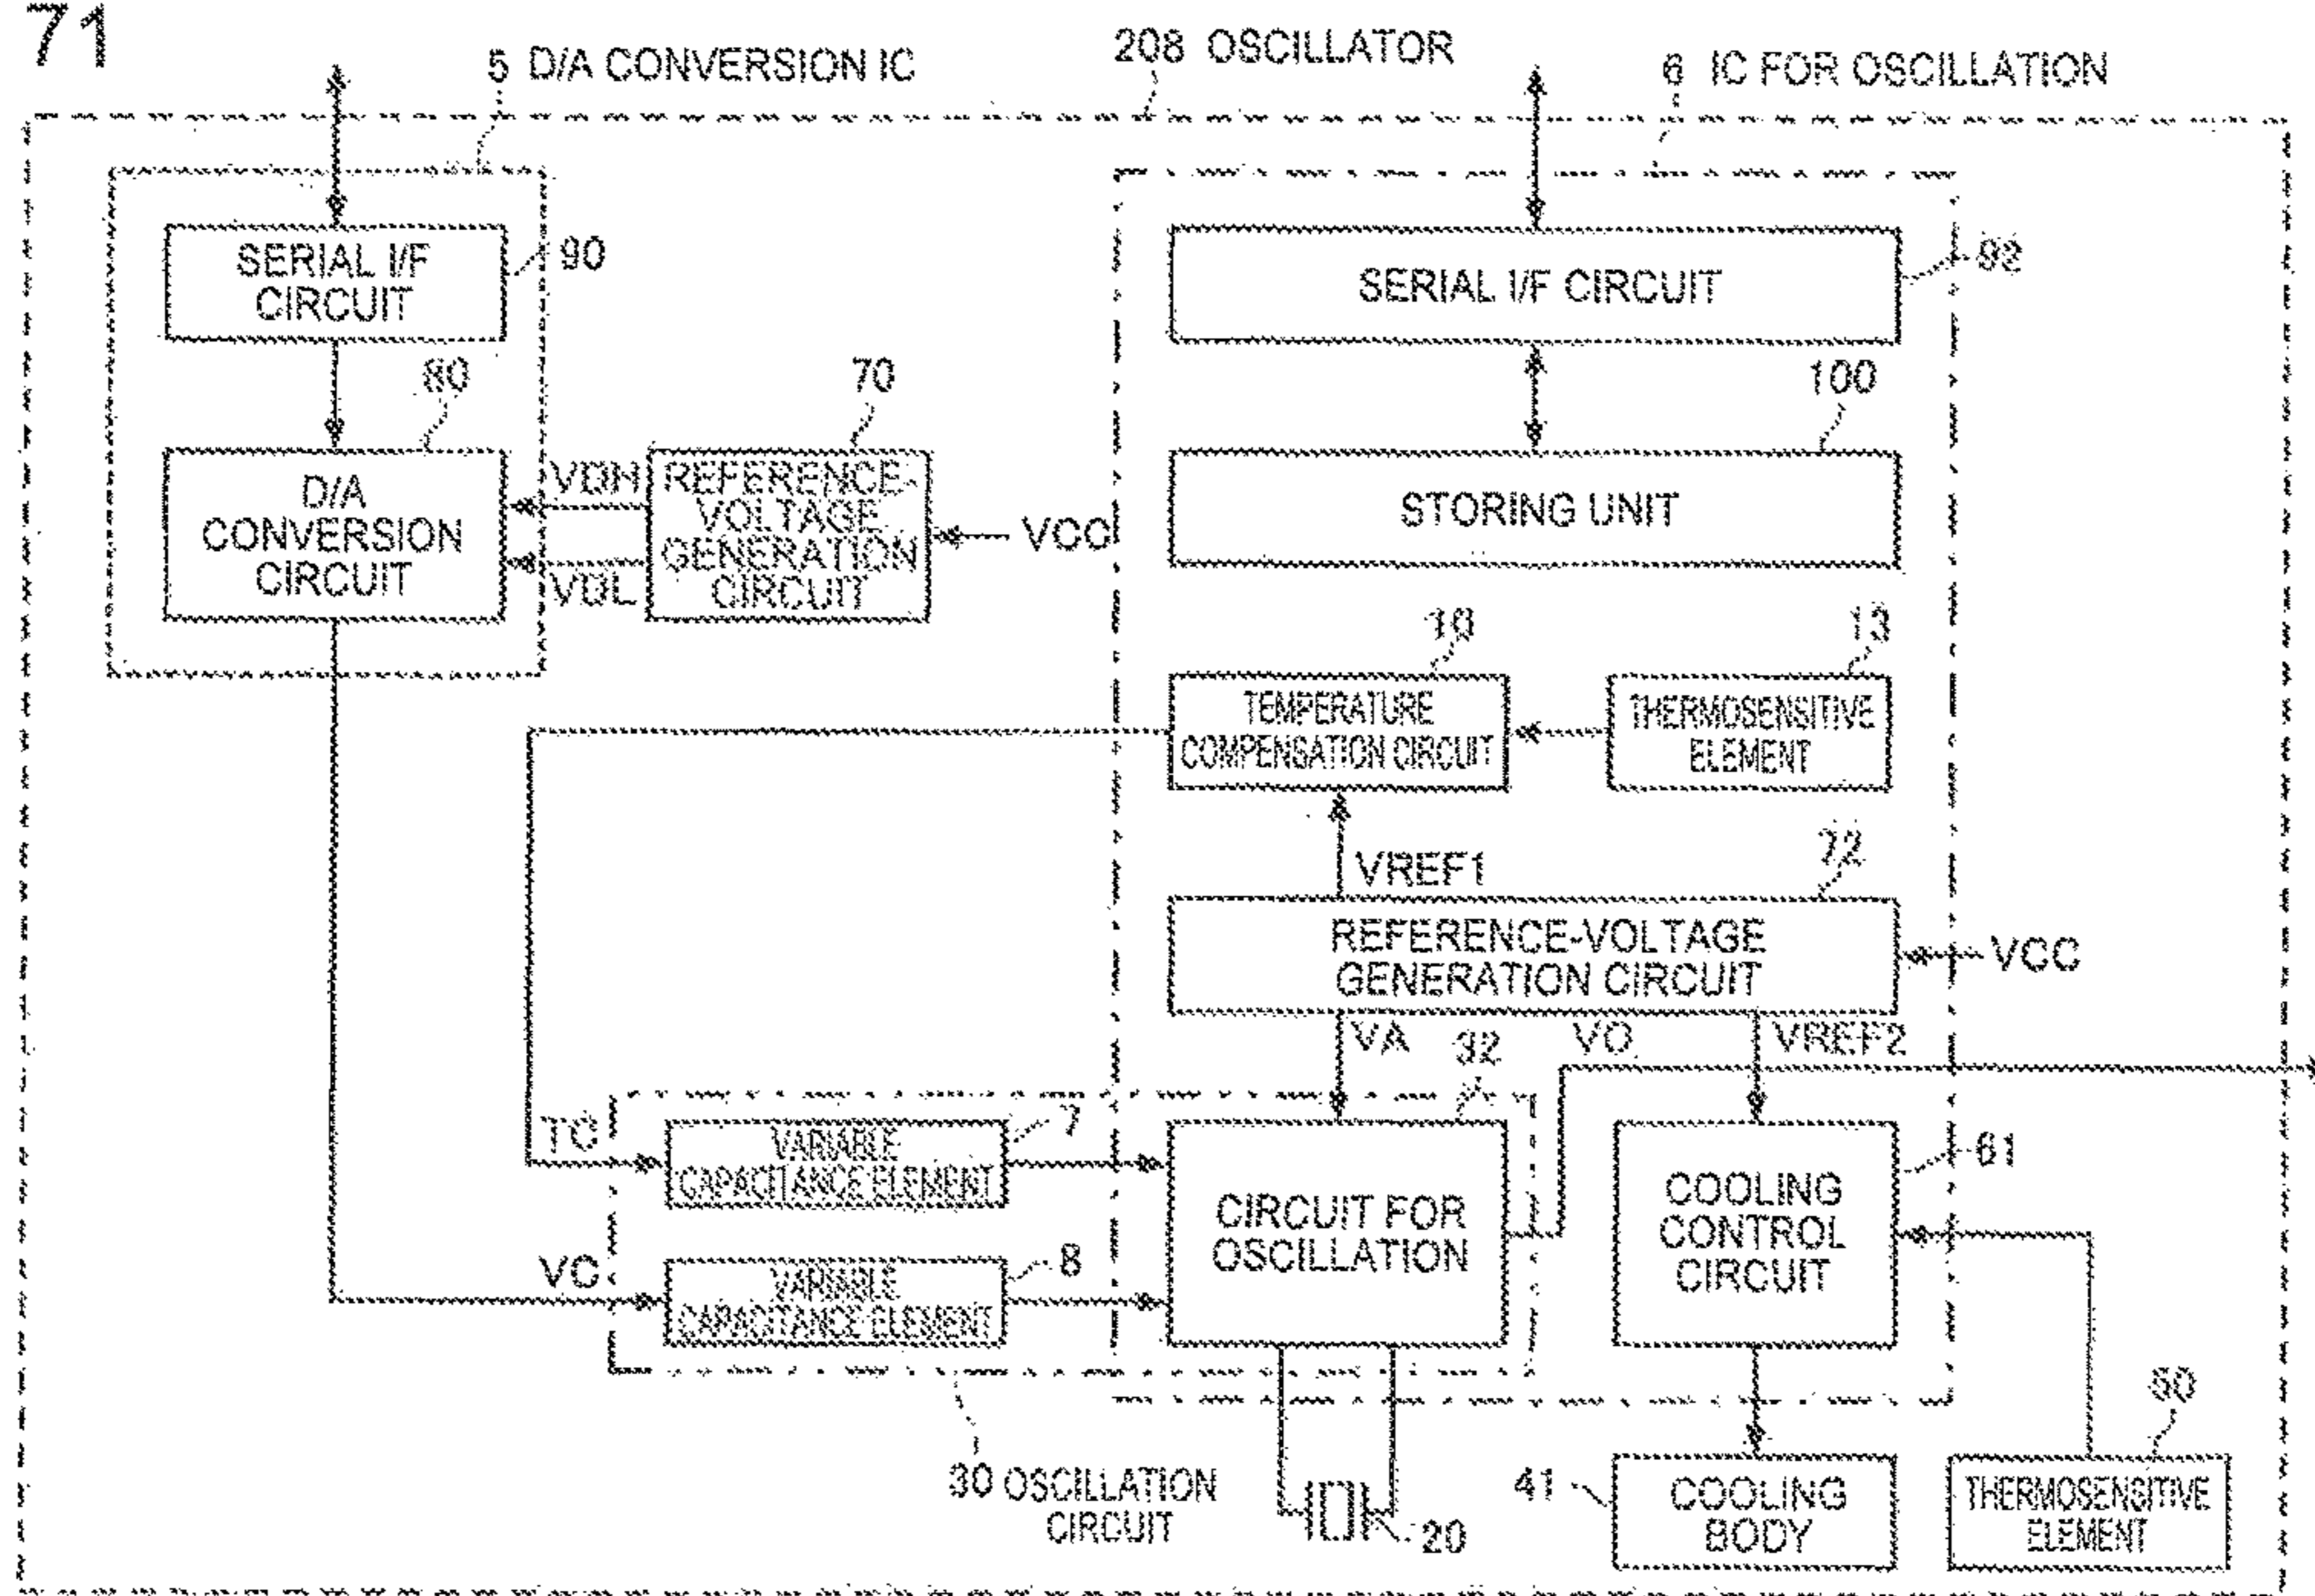 71
5 D/A CONVERSION IC
208 OSCILLATOR
6 IC FOR OSCILLATION
SERIAL I/F
CIRCUIT
90
SERIAL I/F CIRCUIT
92
80
70
100
D/A
CONVERSION
CIRCUIT
VDH
VDL
REFERENCE-
VOLTAGE
GENERATION
CIRCUIT
VCC
STORING UNIT
10
13
TEMPERATURE
COMPENSATION CIRCUIT
THERMOSENSITIVE
ELEMENT
VREF1
72
REFERENCE-VOLTAGE
GENERATION CIRCUIT
VCC
VA
32
VO
VREF2
TC
VARIABLE
CAPACITANCE ELEMENT
7
CIRCUIT FOR
OSCILLATION
COOLING
CONTROL
CIRCUIT
61
VC
VARIABLE
CAPACITANCE ELEMENT
8
30 OSCILLATION
CIRCUIT
20
41
COOLING
BODY
50
THERMOSENSITIVE
ELEMENT